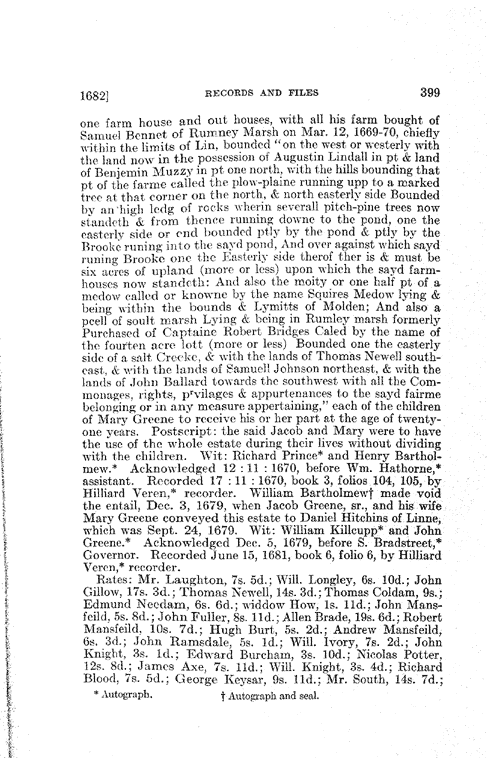 1682] RECORDS AND FILES 399
one farm house and out houses, with all his farm bought of
Samuel Bennet of Rumney Marsh on Mar. 12, 1669-70, chiefly
within the limits of Lin, bounded "on the west or westerly with
the land now in the possession of Augustin Lindall in pt & land
of Benjemin Muzzy in pt one north, with the hills bounding that
pt of the farme called the plow-plaine running upp to a marked
tree at that corner on the north, & north easterly side Bounded
by an high ledg of rocks wherin severall pitch-pine trees now
standeth & from thence running downe to the pond, one the
easterly side or end bounded ptly by the pond & ptly by the
Brooke runing into the sayd pond, And over against which sayd
runing Brooke one the Easterly side therof ther is & must be
six acres of upland (more or less) upon which the sayd farm-
houses now standeth: And also the moity or one half pt of a
medow called or knowne by the name Squires Medow lying &
being within the bounds & Lymitts of Molden; And also a
pcell of soult marsh Lying & being in Rumley marsh formerly
Purchased of Captaine Robert Bridges Caled by the name of
the fourten acre lott (more or less) Bounded one the easterly
side of a salt Creeke, & with the lands of Thomas Newell south-
east, & with the lands of Samuell Johnson northeast, & with the
lands of John Ballard towards the southwest with all the Com-
monages, rights, prvilages & appurtenances to the sayd fairme
belonging or in any measure appertaining," each of the children
of Mary Greene to receive his or her part at the age of twenty-
one years. Postscript: the said Jacob and Mary were to have
the use of the whole estate during their lives without dividing
with the children. Wit: Richard Prince* and Henry Barthol-
mew.* Acknowledged 12 : 11 : 1670, before Wm. Hathorne,*
assistant. Recorded 17 : 11 : 1670, book 3, folios 104, 105, by
Hilliard Veren,* recorder. William Bartholmew† made void
the entail, Dec. 3, 1679, when Jacob Greene, sr., and his wife
Mary Greene conveyed this estate to Daniel Hitchins of Linne,
which was Sept. 24, 1679. Wit: William Killcupp* and John
Greene.* Acknowledged Dec. 5, 1679, before S. Bradstreet,*
Governor. Recorded June 15, 1681, book 6, folio 6, by Hilliard
Veren,* recorder.
Rates: Mr. Laughton, 7s. 5d.; Will. Longley, 6s. 10d.; John
Gillow, 17s. 3d.; Thomas Newell, 14s. 3d.; Thomas Coldam, 9s.;
Edmund Needam, 6s. 6d.; widdow How, 1s. 11d.; John Mans-
feild, 5s. 8d.; John Fuller, 8s. 11d.; Allen Brade, 19s. 6d.; Robert
Mansfeild, 10s. 7d.; Hugh Burt, 5s. 2d.; Andrew Mansfeild,
6s. 3d.; John Ramsdale, 5s. 1d.; Will. Ivory, 7s. 2d.; John
Knight, 3s. 1d.; Edward Burcham, 3s. 10d.; Nicolas Potter,
12s. 8d.; James Axe, 7s. 11d.; Will. Knight, 3s. 4d.; Richard
Blood, 7s. 5d.; George Keysar, 9s. 11d.; Mr. South, 14s. 7d.;
* Autograph. † Autograph and seal.